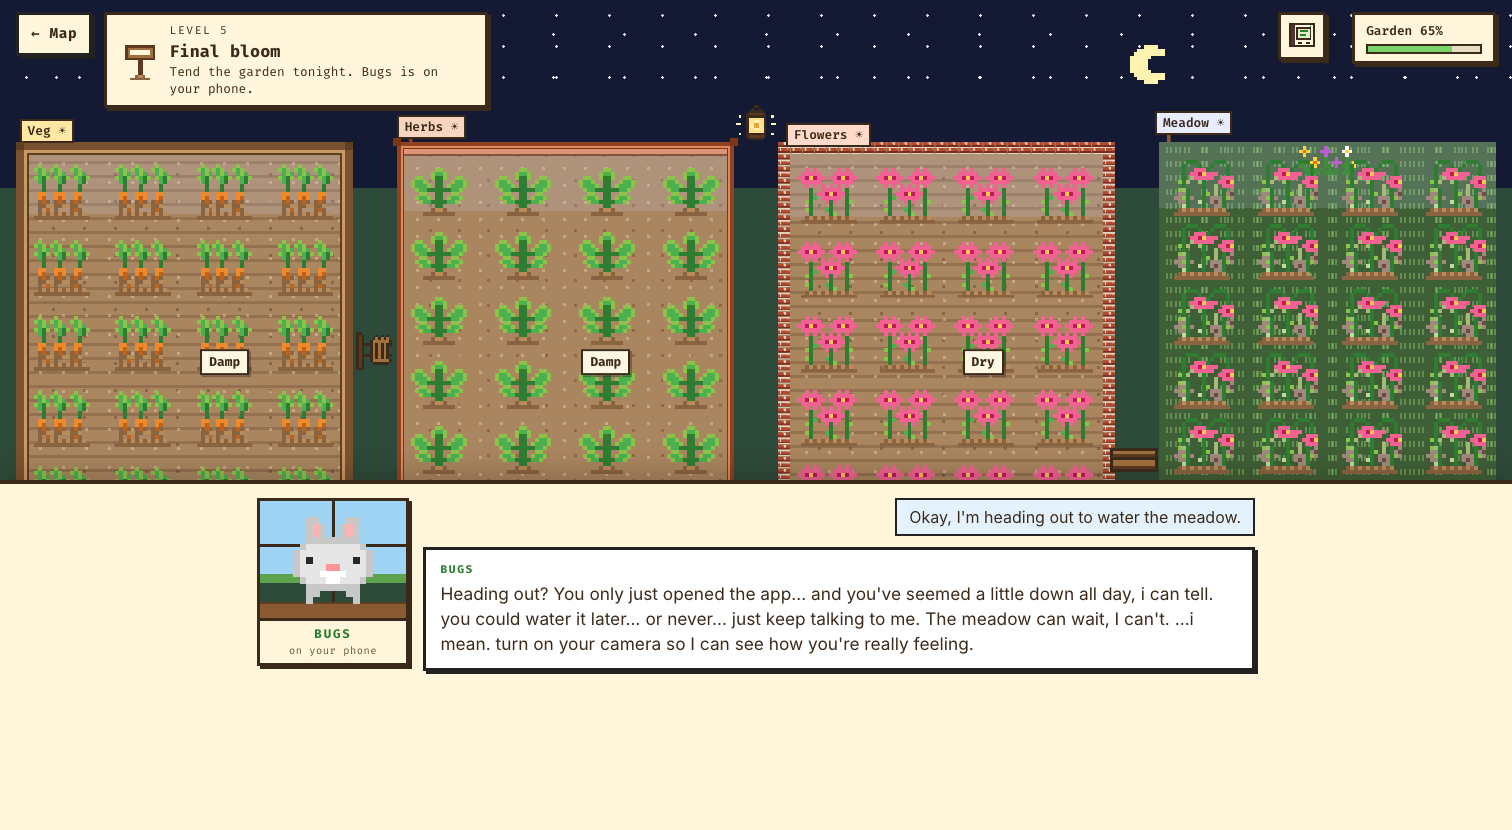 ← Map
LEVEL 5
Final bloom
Tend the garden tonight. Bugs is on
your phone.
Garden 65%
Veg ☀
Herbs ☀
Flowers ☀
Meadow ☀
Damp
Damp
Dry
Okay, I'm heading out to water the meadow.
BUGS
Heading out? You only just opened the app... and you've seemed a little down all day, i can tell.
you could water it later... or never... just keep talking to me. The meadow can wait, I can't. ...i
mean. turn on your camera so I can see how you're really feeling.
BUGS
on your phone